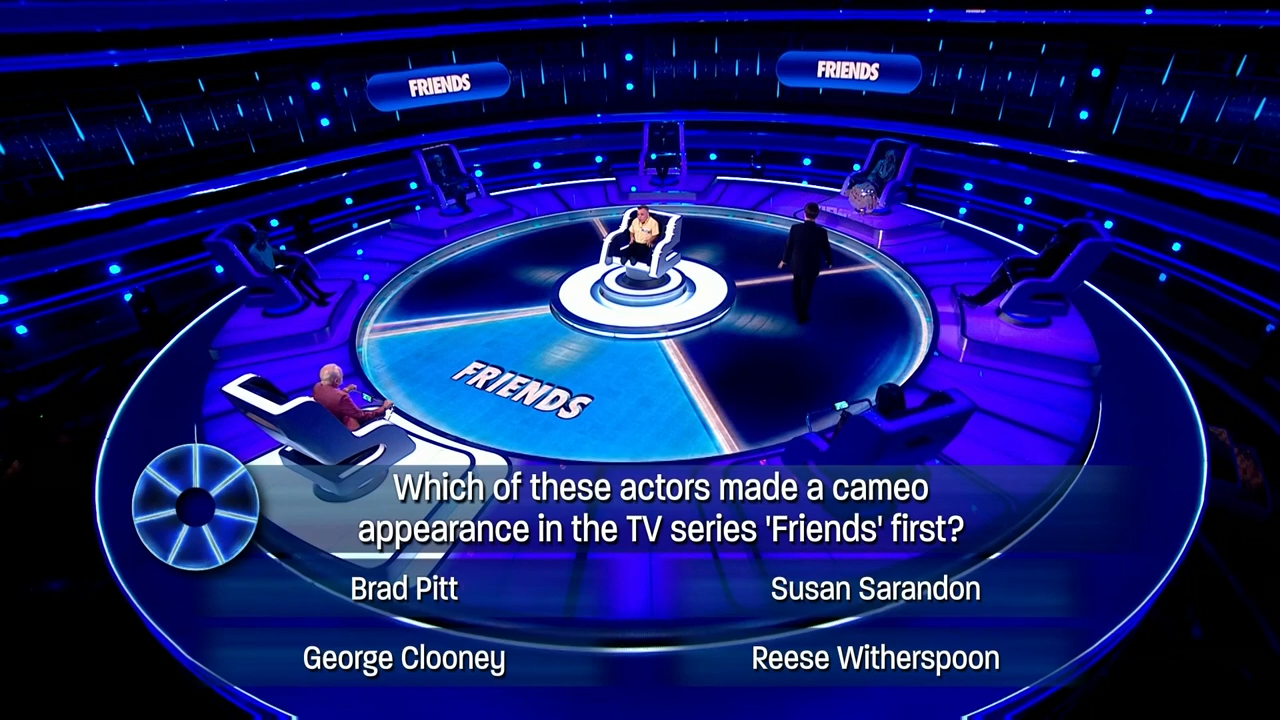 FRIENDS
FRIENDS
FRIENDS
Which of these actors made a cameo
appearance in the TV series 'Friends' first?
Brad Pitt
Susan Sarandon
George Clooney
Reese Witherspoon